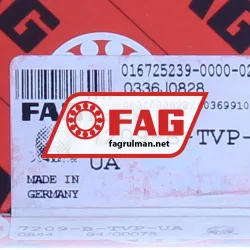 016725239-0000-02
0336J0828
FAG
FAG
-TVP-
fagrulman.net
UA
MADE IN
GERMANY
7209-B-TVP-UA